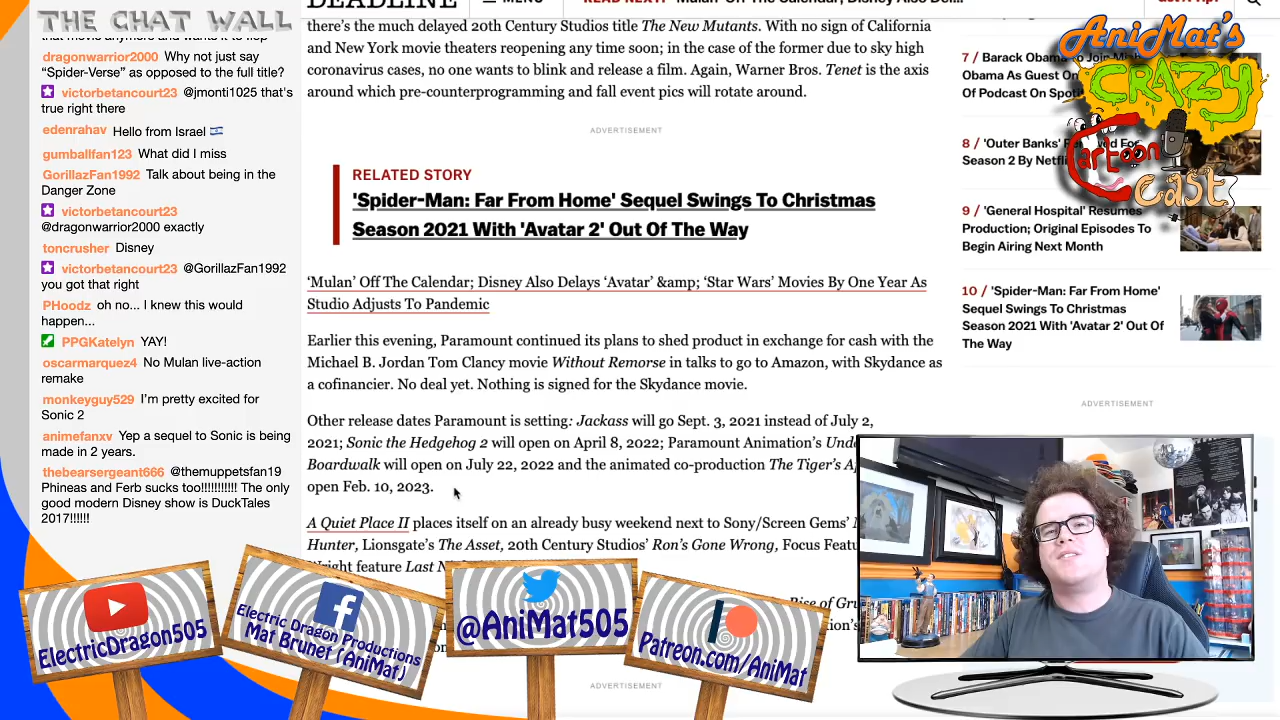 THE CHAT WALL
dragonwarrior2000 Why not just say
“Spider-Verse” as opposed to the full title?
victorbetancourt23 @jmonti1025 that's
true right there
edenrahav Hello from Israel
gumballfan123 What did I miss
GorillazFan1992 Talk about being in the
Danger Zone
victorbetancourt23
@dragonwarrior2000 exactly
toncrusher Disney
victorbetancourt23 @GorillazFan1992
you got that right
PHoodz oh no... I knew this would
happen...
PPGKatelyn YAY!
oscarmarquez4 No Mulan live-action
remake
monkeyguy529 I’m pretty excited for
Sonic 2
animefanxv Yep a sequel to Sonic is being
made in 2 years.
thebearsergeant666 @themuppetsfan19
Phineas and Ferb sucks too!!!!!!!!!! The only
good modern Disney show is DuckTales
2017!!!!!!
DEADLINE
MENU
there’s the much delayed 20th Century Studios title The New Mutants. With no sign of California
and New York movie theaters reopening any time soon; in the case of the former due to sky high
coronavirus cases, no one wants to blink and release a film. Again, Warner Bros. Tenet is the axis
around which pre-counterprogramming and fall event pics will rotate around.
ADVERTISEMENT
RELATED STORY
'Spider-Man: Far From Home' Sequel Swings To Christmas
Season 2021 With 'Avatar 2' Out Of The Way
‘Mulan’ Off The Calendar; Disney Also Delays ‘Avatar’ &amp; ‘Star Wars’ Movies By One Year As
Studio Adjusts To Pandemic
Earlier this evening, Paramount continued its plans to shed product in exchange for cash with the
Michael B. Jordan Tom Clancy movie Without Remorse in talks to go to Amazon, with Skydance as
a cofinancier. No deal yet. Nothing is signed for the Skydance movie.
Other release dates Paramount is setting: Jackass will go Sept. 3, 2021 instead of July 2,
2021; Sonic the Hedgehog 2 will open on April 8, 2022; Paramount Animation’s
Boardwalk will open on July 22, 2022 and the animated co-production The Tiger’s
open Feb. 10, 2023.
A Quiet Place II places itself on an already busy weekend next to Sony/Screen Gems’
Hunter, Lionsgate’s The Asset, 20th Century Studios’ Ron’s Gone Wrong, Focus
feature Last
Rise of
ADVERTISEMENT
7 / Barack Obama To Join
Obama As Guest On
Of Podcast On
8 / 'Outer Banks' For
Season 2 By
9 / 'General Hospital' Resumes
Production; Original Episodes To
Begin Airing Next Month
10 / 'Spider-Man: Far From Home'
Sequel Swings To Christmas
Season 2021 With 'Avatar 2' Out Of
The Way
ADVERTISEMENT
AniMat's
CRAZY
Cartoon
Cast
ElectricDragon505
Electric Dragon Productions
Mat Brunet (AniMat)
@AniMat505
Patreon.com/AniMat